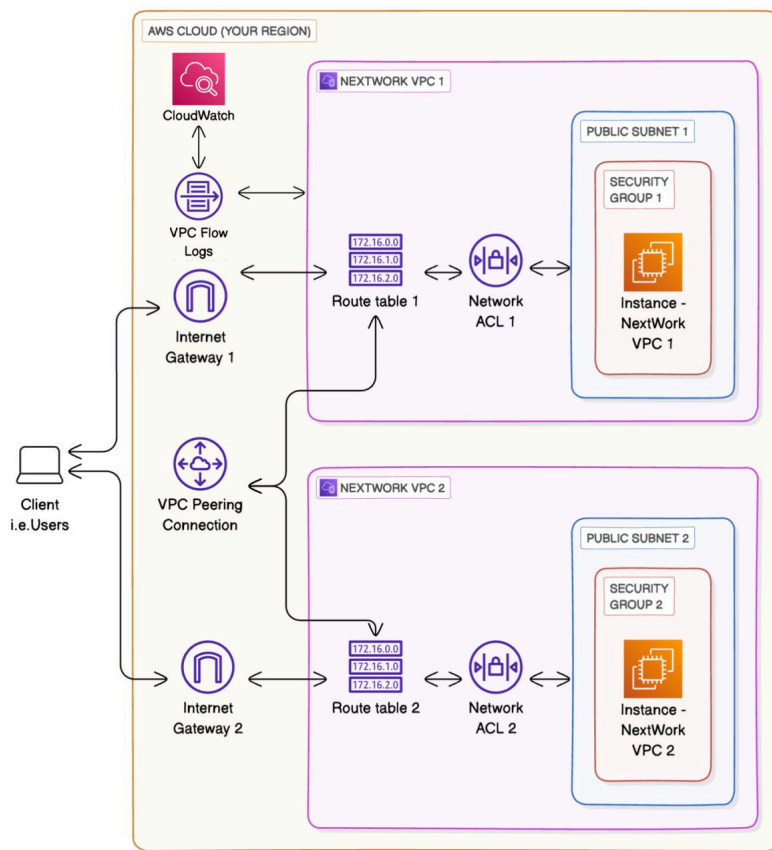 AWS CLOUD (YOUR REGION)
CloudWatch
VPC Flow
Logs
Internet
Gateway 1
NEXTWORK VPC 1
172.16.0.0
172.16.1.0
172.16.2.0
Route table 1
Network
ACL 1
PUBLIC SUBNET 1
SECURITY
GROUP 1
Instance -
NextWork
VPC 1
Client
i.e.Users
VPC Peering
Connection
NEXTWORK VPC 2
Internet
Gateway 2
172.16.0.0
172.16.1.0
172.16.2.0
Route table 2
Network
ACL 2
PUBLIC SUBNET 2
SECURITY
GROUP 2
Instance -
NextWork
VPC 2